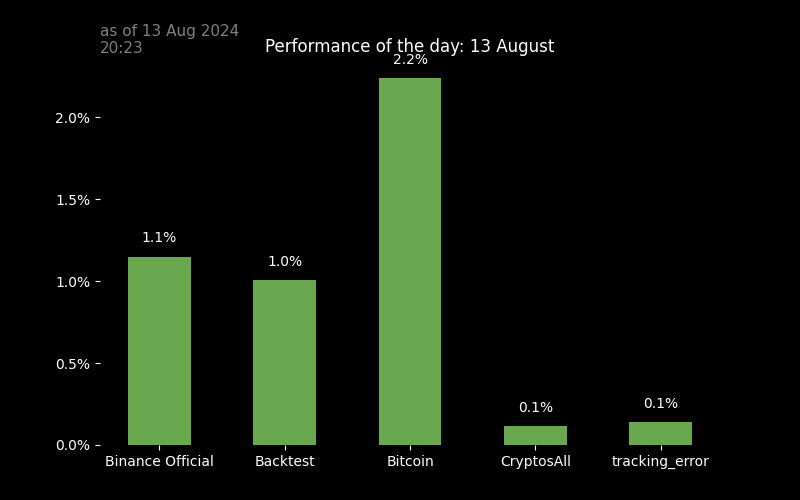 as of 13 Aug 2024
20:23
Performance of the day: 13 August
2.2%
2.0%
1.5%
1.1%
1.0%
1.0%
0.5%
0.1%
0.1%
0.0%
Binance Official
Backtest
Bitcoin
CryptosAll
tracking_error